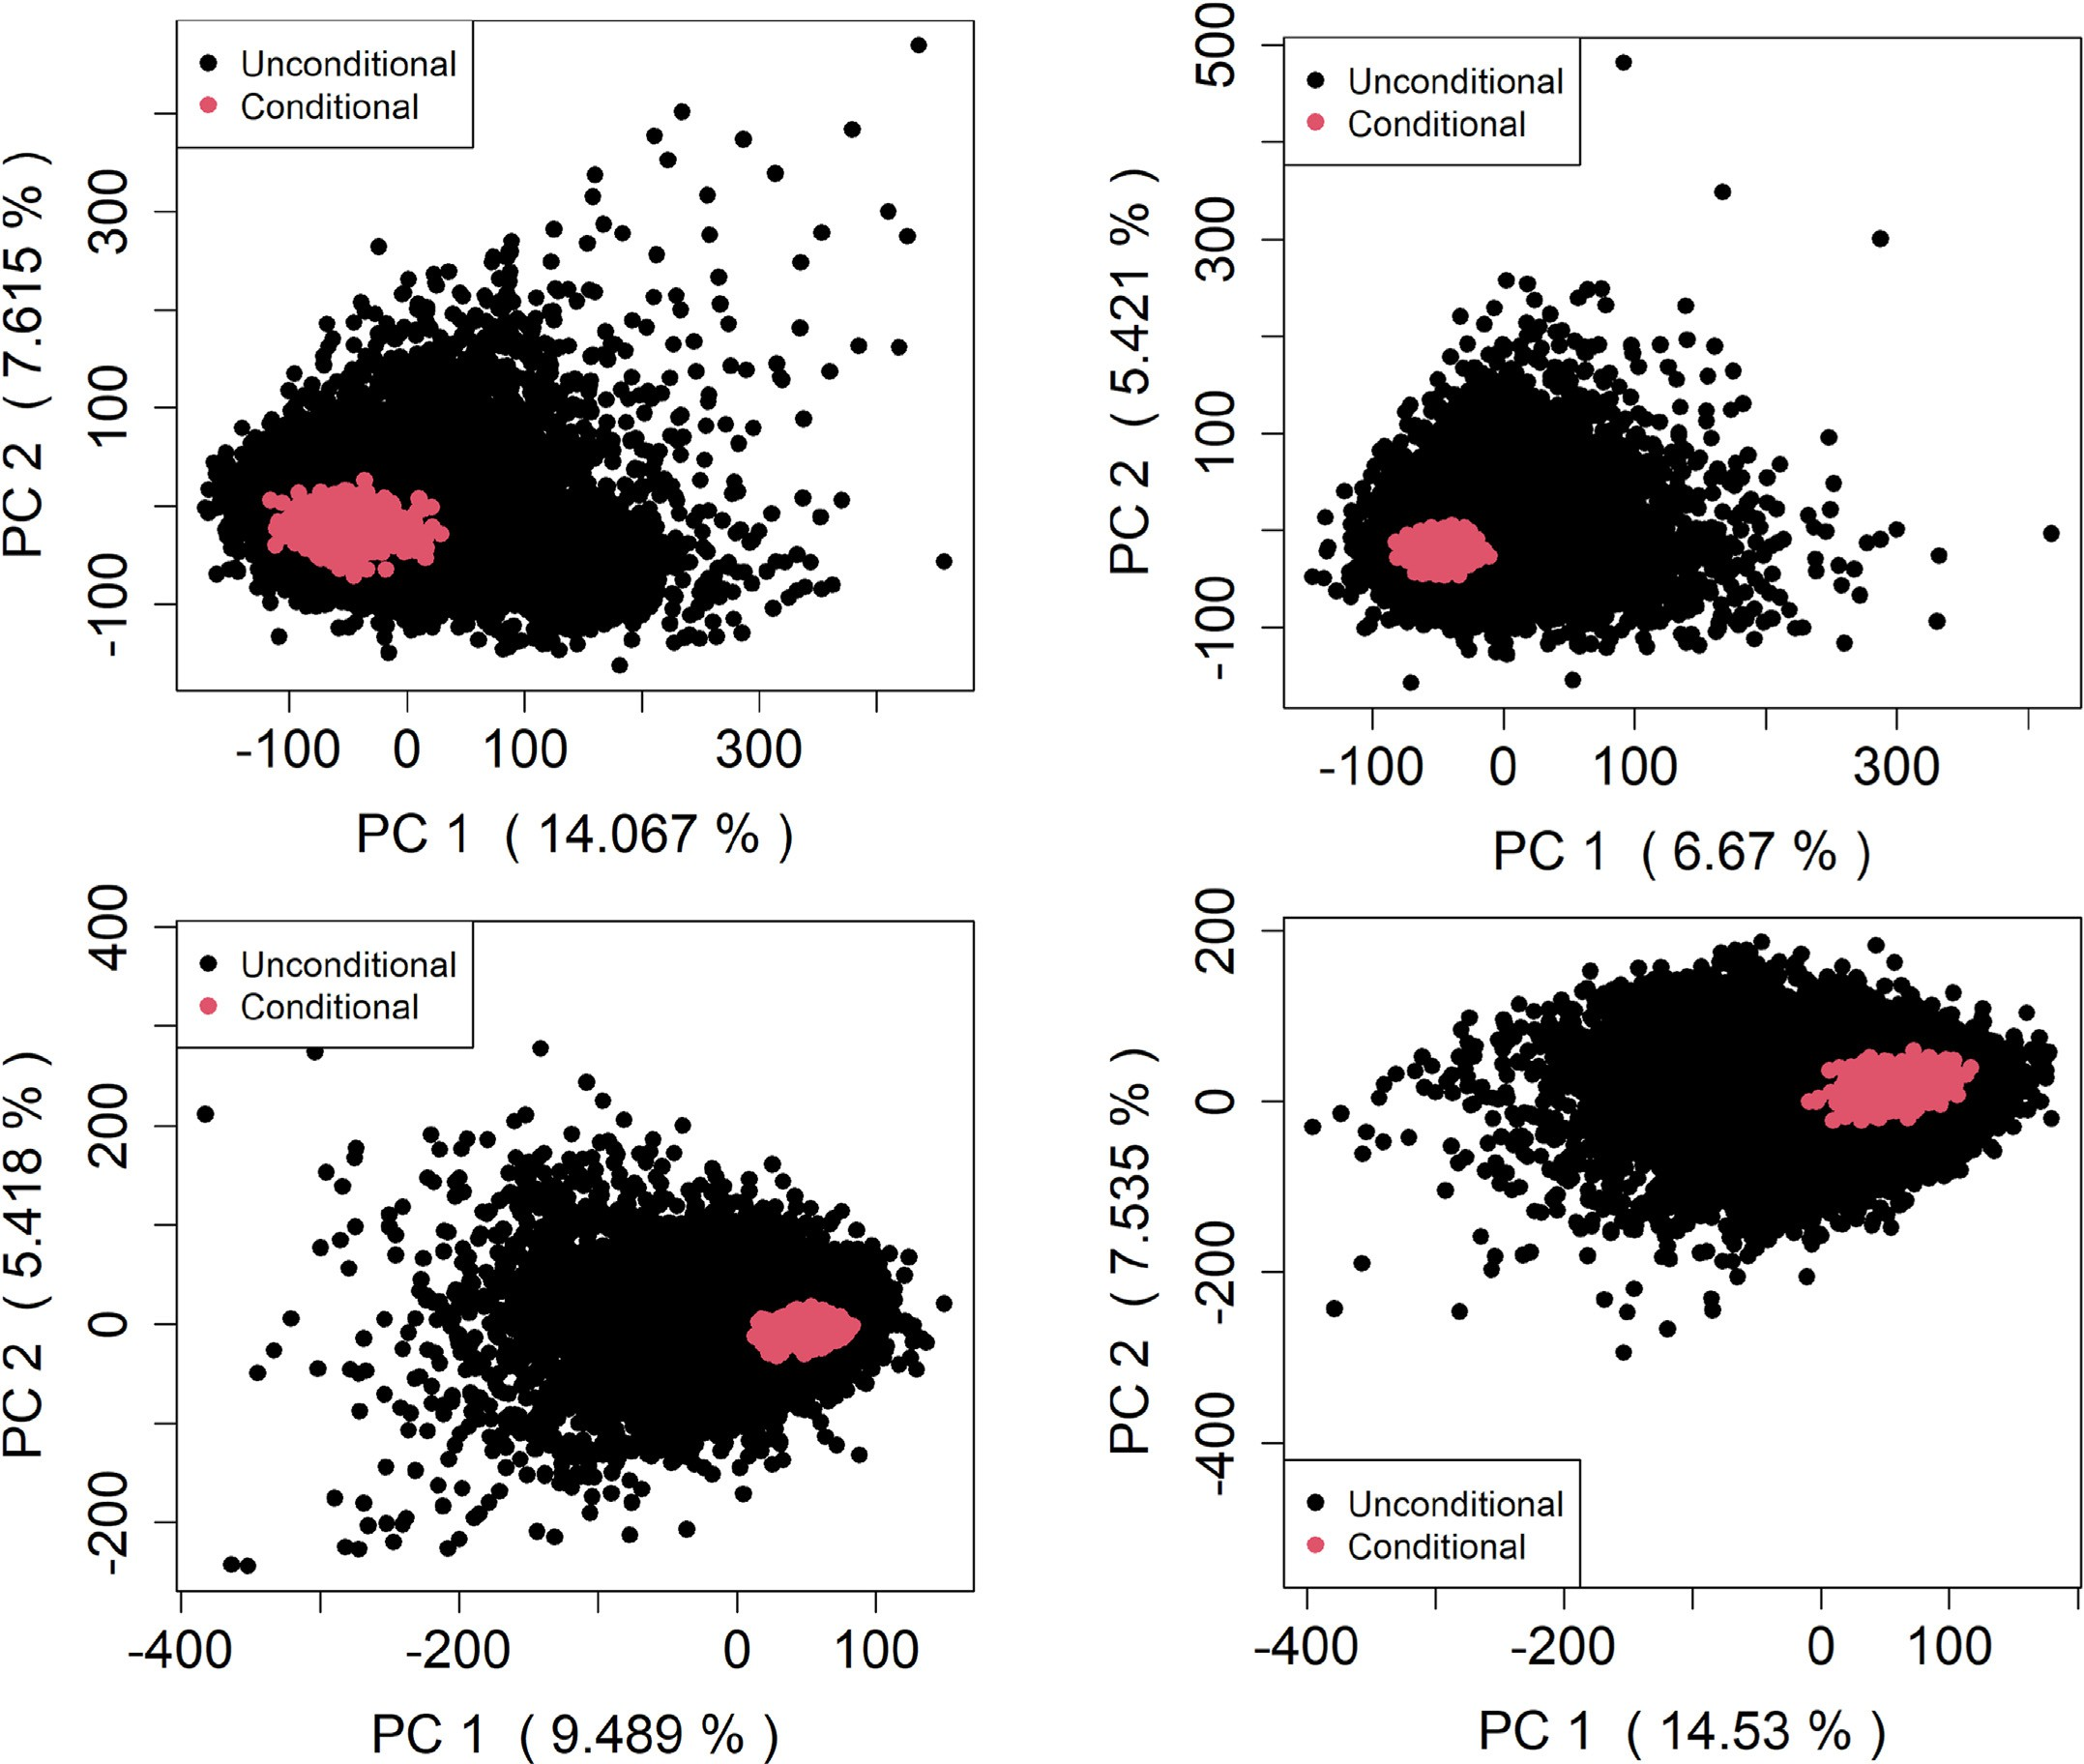 Unconditional
Conditional
PC 2 ( 7.615 % )
300
100
-100
-100 0 100 300
PC 1 ( 14.067 % )
Unconditional
Conditional
PC 2 ( 5.421 % )
500
300
100
-100
-100 0 100 300
PC 1 ( 6.67 % )
Unconditional
Conditional
PC 2 ( 5.418 % )
400
200
0
-200
-400 -200 0 100
PC 1 ( 9.489 % )
PC 2 ( 7.535 % )
200
0
-200
-400
Unconditional
Conditional
-400 -200 0 100
PC 1 ( 14.53 % )